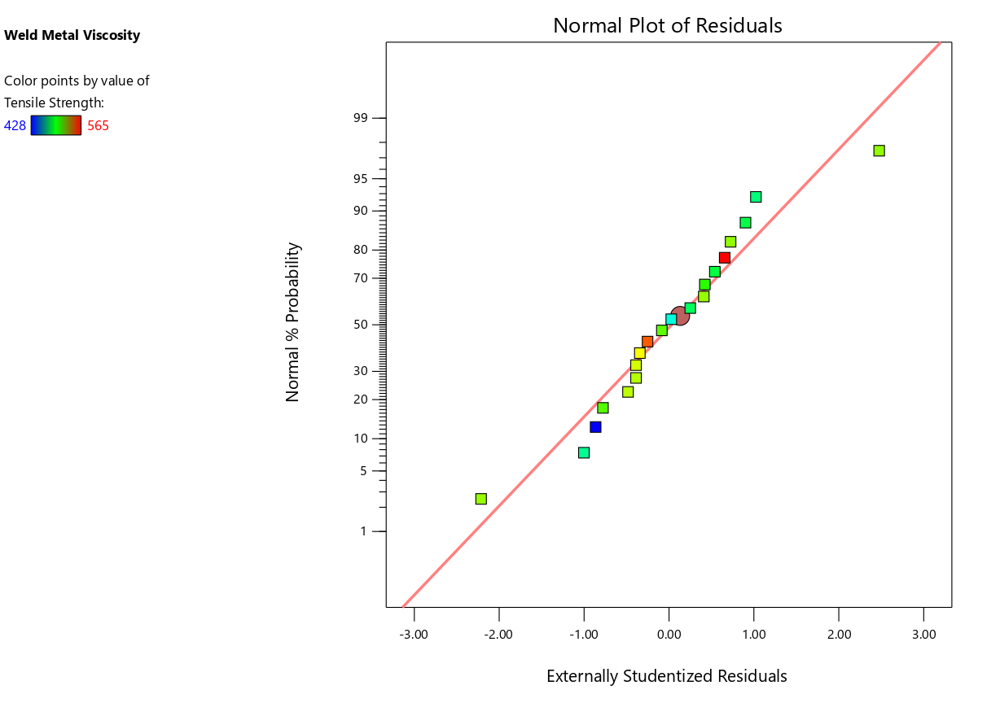 Weld Metal Viscosity
Color points by value of
Tensile Strength:
428 565
Normal Plot of Residuals
Normal % Probability
99
95
90
80
70
50
30
20
10
5
1
-3.00 -2.00 -1.00 0.00 1.00 2.00 3.00
Externally Studentized Residuals